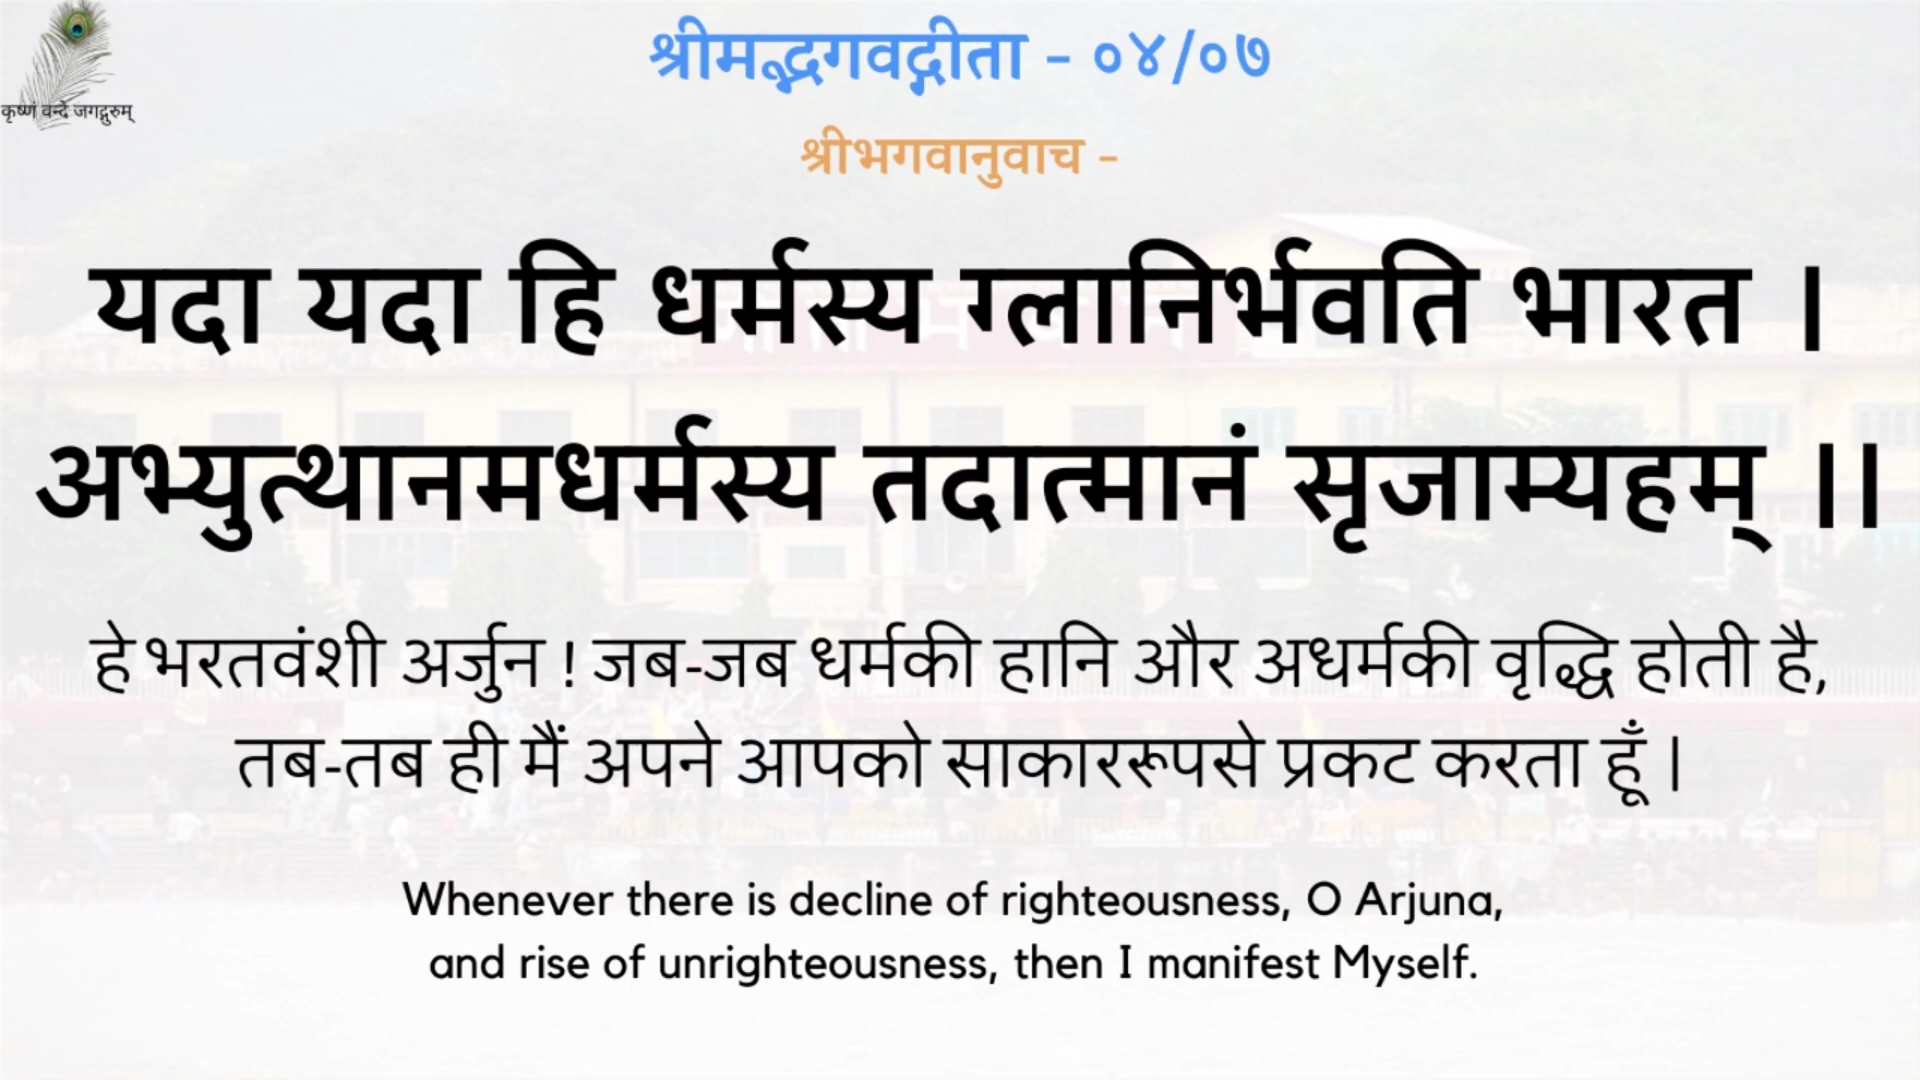 श्रीमद्भगवद्गीता - ०४/०७
कृष्णं वन्दे जगद्गुरुम्
श्रीभगवानुवाच -
यदा यदा हि धर्मस्य ग्लानिर्भवति भारत ।
अभ्युत्थानमधर्मस्य तदात्मानं सृजाम्यहम् ।।
हे भरतवंशी अर्जुन ! जब-जब धर्मकी हानि और अधर्मकी वृद्धि होती है,
तब-तब ही मैं अपने आपको साकाररूपसे प्रकट करता हूँ |
Whenever there is decline of righteousness, O Arjuna,
and rise of unrighteousness, then I manifest Myself.